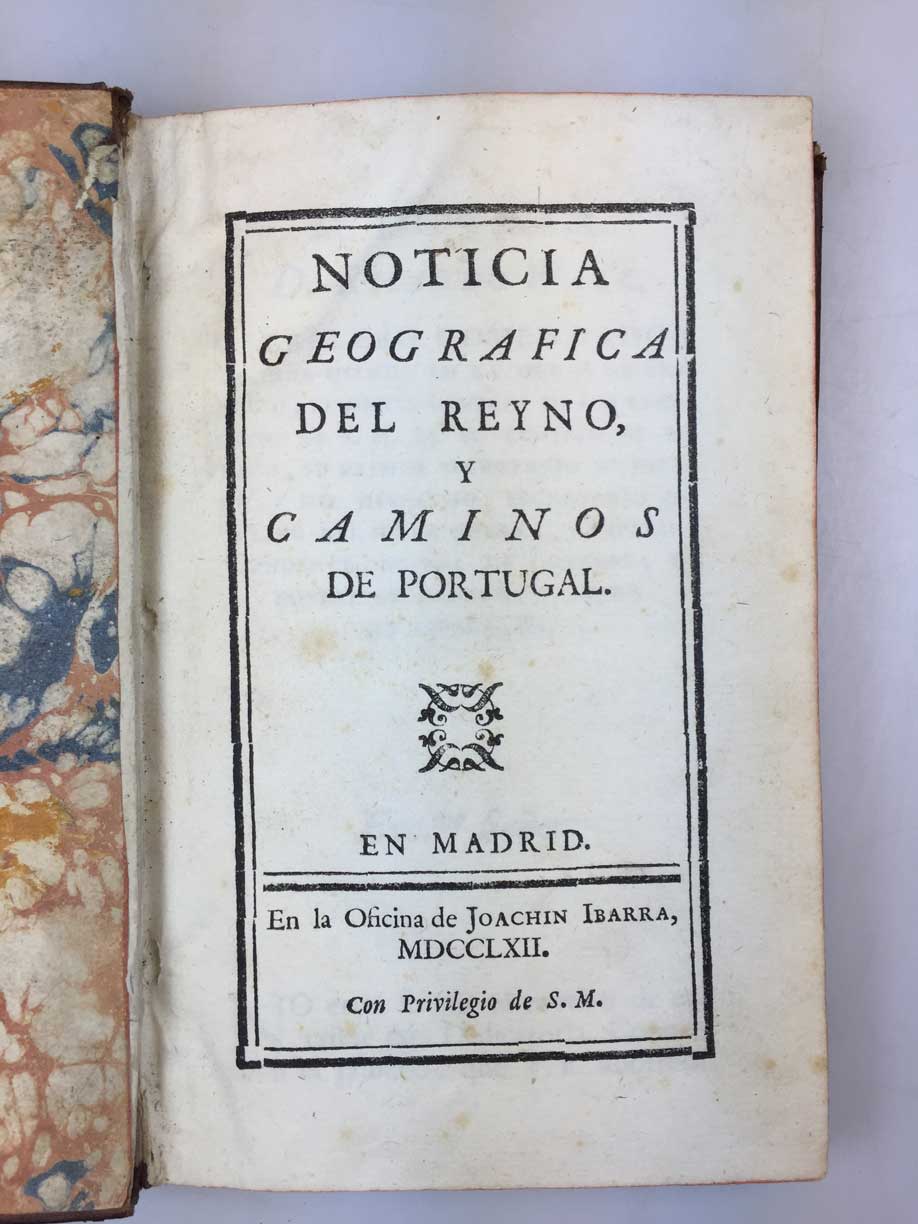 NOTICIA
GEOGRAFICA
DEL REYNO,
Y
CAMINOS
DE PORTUGAL.
EN MADRID.
En la Oficina de JOACHIN IBARRA,
MDCCLXII.
Con Privilegio de S. M.